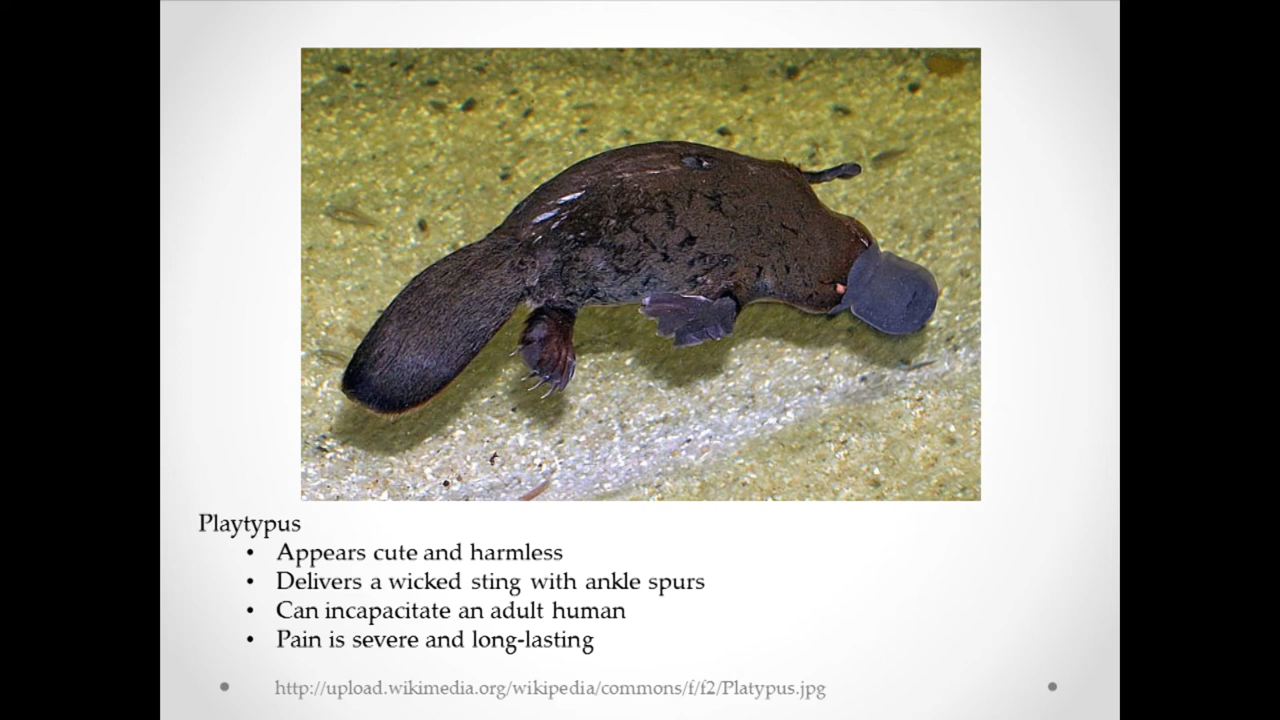 Playtypus
• Appears cute and harmless
• Delivers a wicked sting with ankle spurs
• Can incapacitate an adult human
• Pain is severe and long-lasting
http://upload.wikimedia.org/wikipedia/commons/f/f2/Platypus.jpg